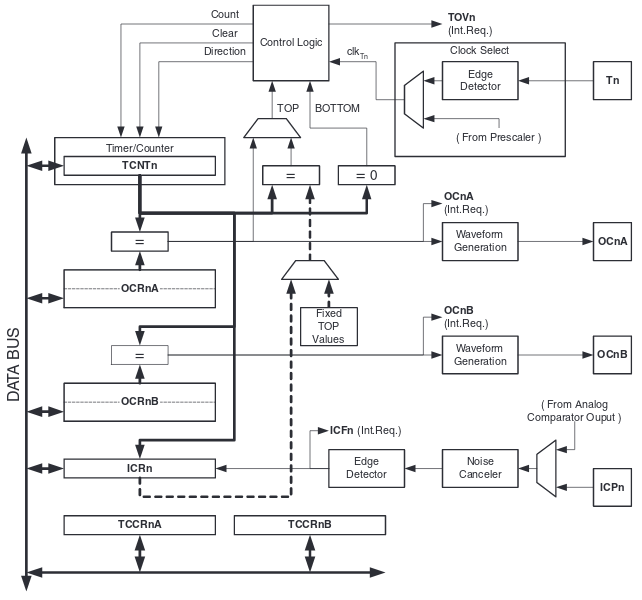 Count
Clear
Direction
Control Logic
TOVn
(Int.Req.)
clkTn
Clock Select
Edge
Detector
Tn
( From Prescaler )
TOP
BOTTOM
Timer/Counter
TCNTn
=
= 0
=
OCnA
(Int.Req.)
Waveform
Generation
OCnA
OCRnA
Fixed
TOP
Values
OCnB
(Int.Req.)
=
Waveform
Generation
OCnB
DATA BUS
OCRnB
( From Analog
Comparator Ouput )
ICFn (Int.Req.)
ICRn
Edge
Detector
Noise
Canceler
ICPn
TCCRnA
TCCRnB